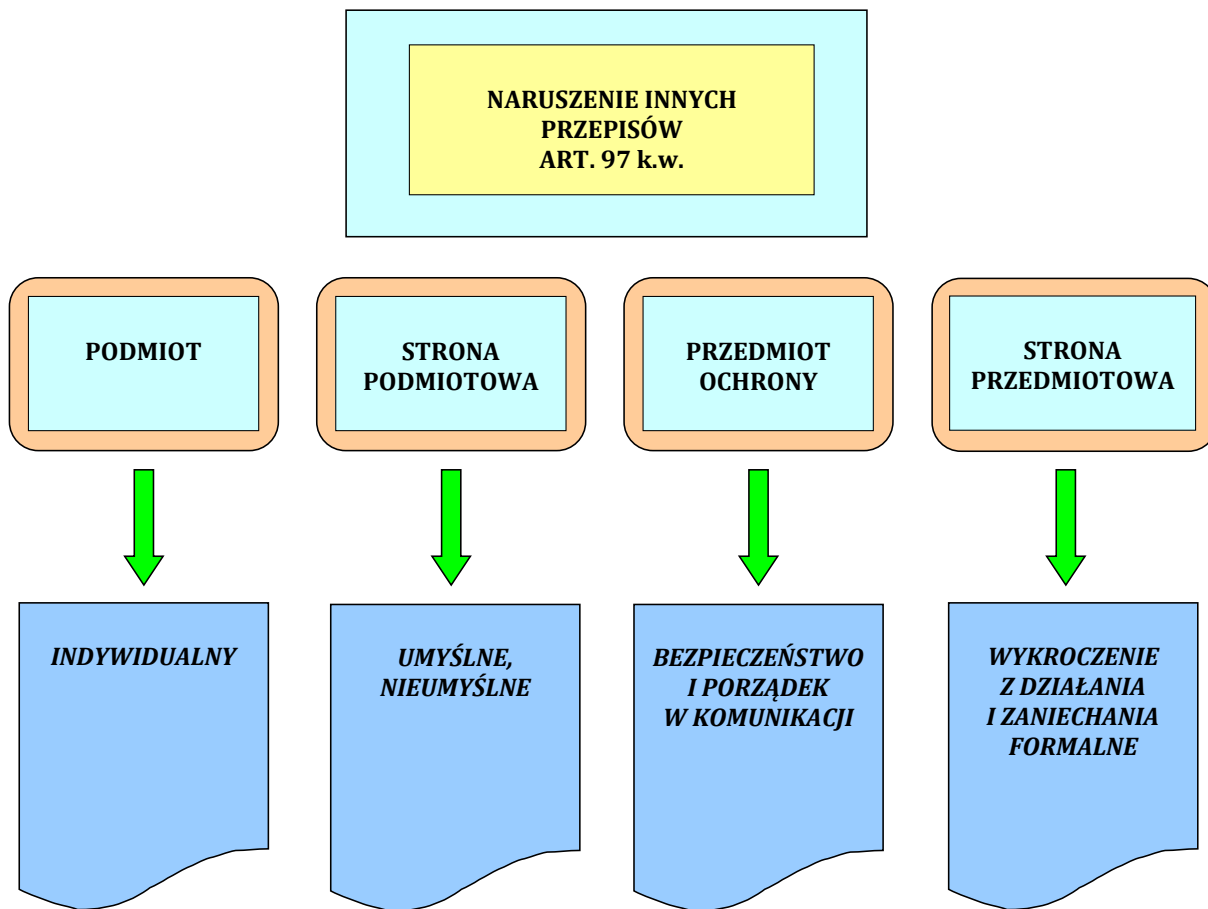 NARUSZENIE INNYCH
PRZEPISÓW
ART. 97 k.w.
PODMIOT
STRONA
PODMIOTOWA
PRZEDMIOT
OCHRONY
STRONA
PRZEDMIOTOWA
INDYWIDUALNY
UMYŚLNE,
NIEUMYŚLNE
BEZPIECZEŃSTWO
I PORZĄDEK
W KOMUNIKACJI
WYKROCZENIE
Z DZIAŁANIA
I ZANIECHANIA
FORMALNE